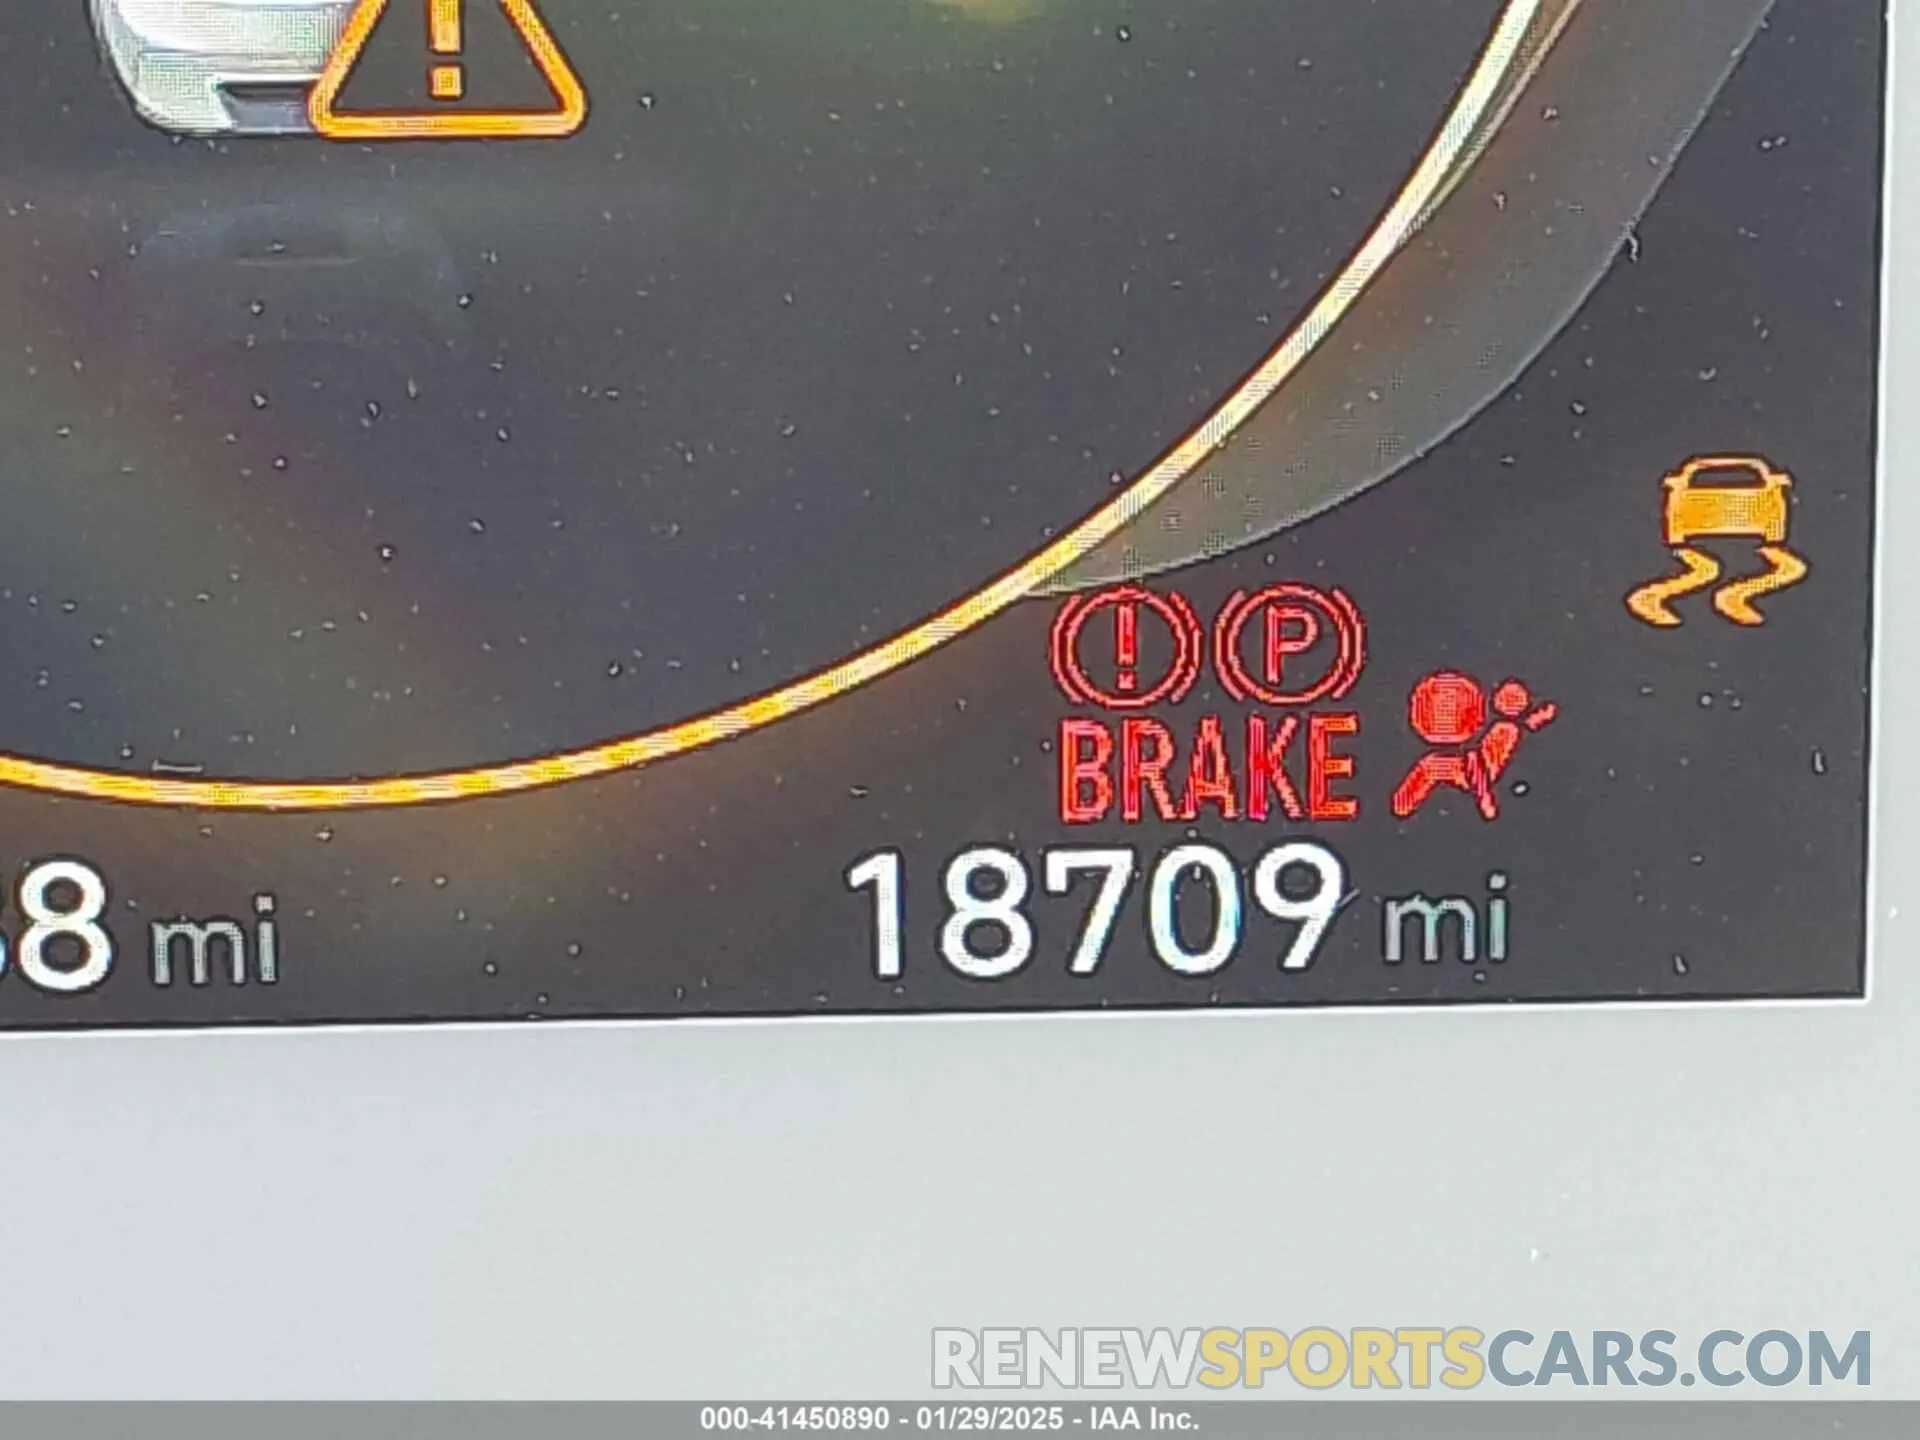 P
BRAKE
8 mi
18709 mi
RENEWSPORTSCARS.COM
000-41450890 - 01/29/2025 - IAA Inc.